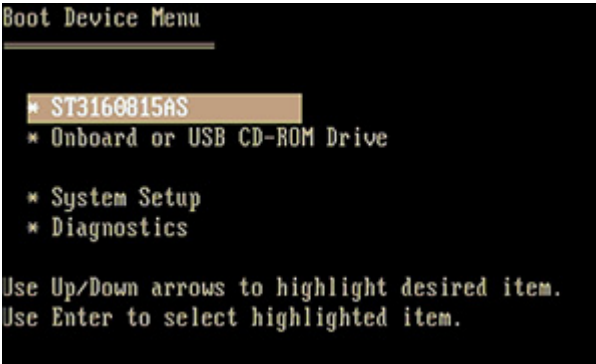 Boot Device Menu
* ST3160815AS
* Onboard or USB CD-ROM Drive
* System Setup
* Diagnostics
Use Up/Down arrows to highlight desired item.
Use Enter to select highlighted item.